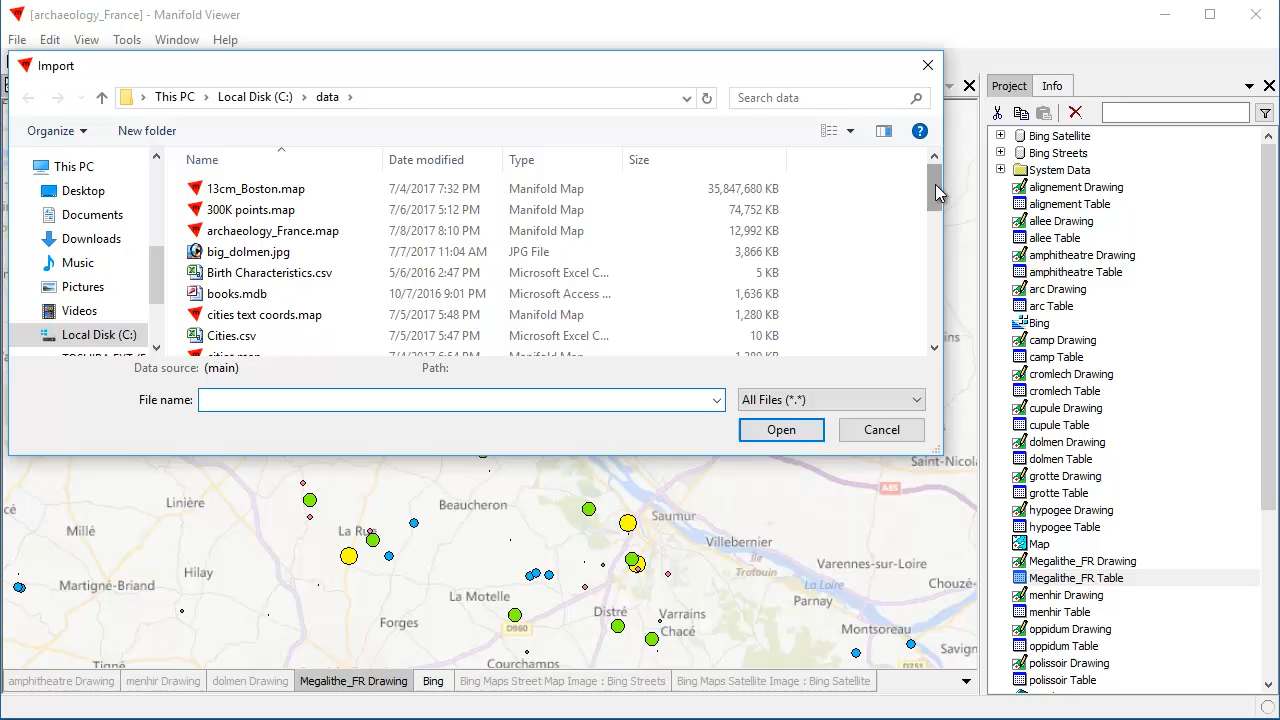 [archaeology_France] - Manifold Viewer
File Edit View Tools Window Help
Import
This PC Local Disk (C:) data
Search data
Organize New folder
Name Date modified Type Size
This PC
Desktop
Documents
Downloads
Music
Pictures
Videos
Local Disk (C:)
13cm_Boston.map 7/4/2017 7:32 PM Manifold Map 35,847,680 KB
300K points.map 7/6/2017 5:12 PM Manifold Map 74,752 KB
archaeology_France.map 7/8/2017 8:10 PM Manifold Map 12,992 KB
big_dolmen.jpg 7/7/2017 11:04 AM JPG File 3,866 KB
Birth Characteristics.csv 5/6/2016 2:47 PM Microsoft Excel C... 5 KB
books.mdb 10/7/2016 9:01 PM Microsoft Access ... 1,636 KB
cities text coords.map 7/5/2017 5:48 PM Manifold Map 1,280 KB
Cities.csv 7/5/2017 5:47 PM Microsoft Excel C... 10 KB
Data source: (main) Path:
File name: All Files (*.*)
Open Cancel
Project Info
Bing Satellite
Bing Streets
System Data
alignement Drawing
alignement Table
allee Drawing
allee Table
amphitheatre Drawing
amphitheatre Table
arc Drawing
arc Table
Bing
camp Drawing
camp Table
cromlech Drawing
cromlech Table
cupule Drawing
cupule Table
dolmen Drawing
dolmen Table
grotte Drawing
grotte Table
hypogee Drawing
hypogee Table
Map
Megalithe_FR Drawing
Megalithe_FR Table
menhir Drawing
menhir Table
oppidum Drawing
oppidum Table
polissoir Drawing
polissoir Table
Saint-Nicola
A85
Linière
Beaucheron
Saumur
Millé
La Rue
Villebernier
Île
Trotouin
Varennes-sur-Loire
Hilay
Martigné-Briand
La Loire
Chouzé-
La Motelle
Parnay
Distré
Varrains
Forges
D960
Chacé
Montsoreau
Courchamps
Savign
D751
amphitheatre Drawing menhir Drawing dolmen Drawing Megalithe_FR Drawing Bing Bing Maps Street Map Image : Bing Streets Bing Maps Satellite Image : Bing Satellite